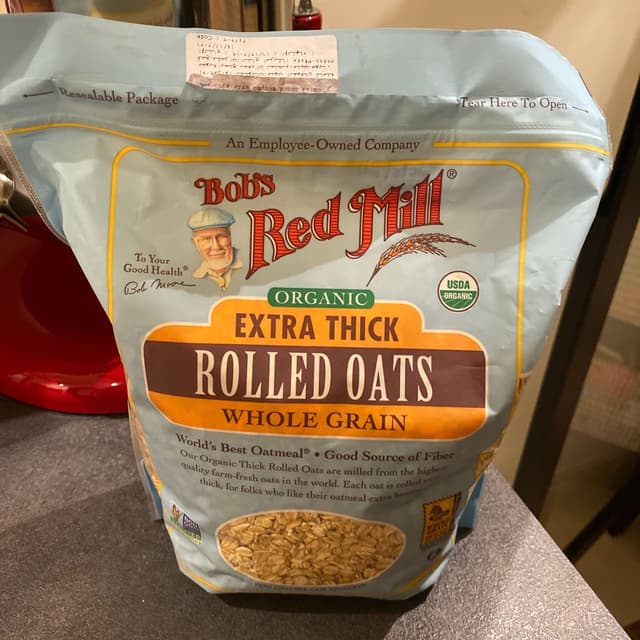 Resealable Package
Tear Here To Open
An Employee-Owned Company
Bob's
Red Mill®
To Your
Good Health®
Bob Moore
ORGANIC
USDA
ORGANIC
EXTRA THICK
ROLLED OATS
WHOLE GRAIN
World's Best Oatmeal® • Good Source of Fiber
Our Organic Thick Rolled Oats are milled from the highest
quality farm-fresh oats in the world. Each oat is rolled
thick, for folks who like their oatmeal extra